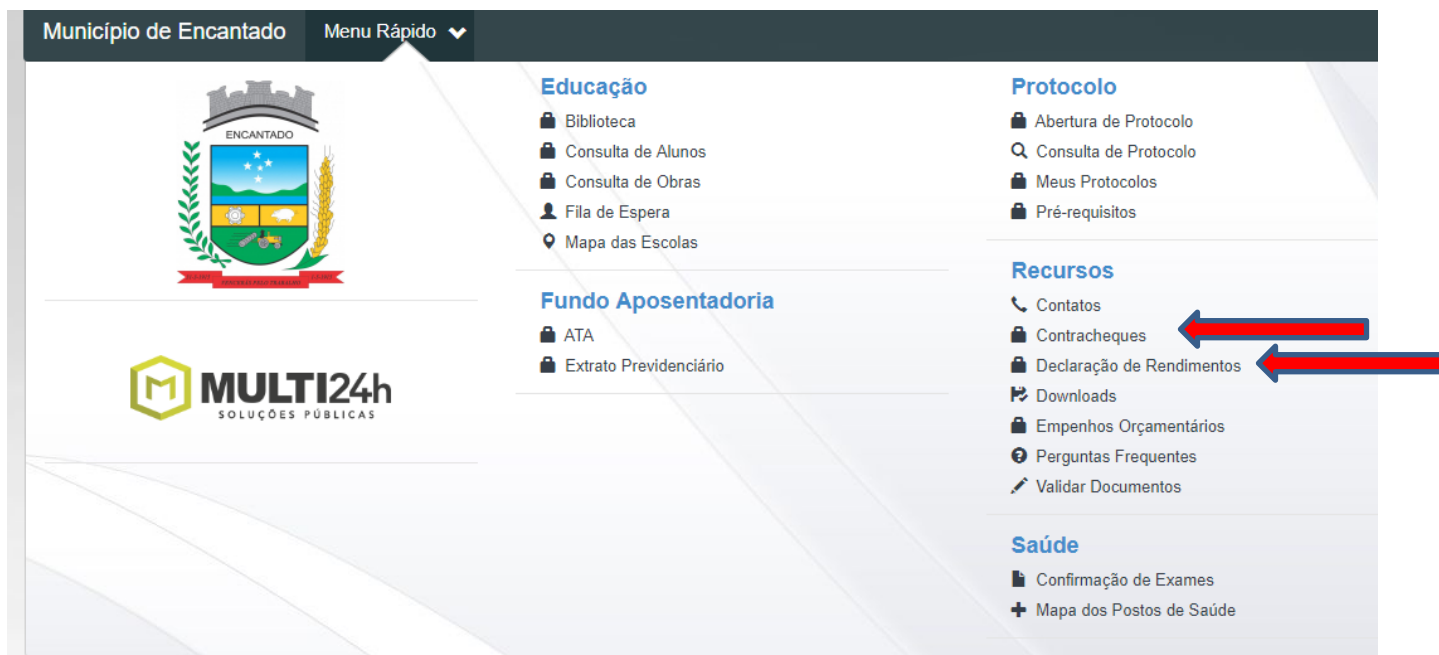 Município de Encantado
Menu Rápido
ENCANTADO
MULTI24h
SOLUÇÕES PÚBLICAS
Educação
Biblioteca
Consulta de Alunos
Consulta de Obras
Fila de Espera
Mapa das Escolas
Fundo Aposentadoria
ATA
Extrato Previdenciário
Protocolo
Abertura de Protocolo
Consulta de Protocolo
Meus Protocolos
Pré-requisitos
Recursos
Contatos
Contracheques
Declaração de Rendimentos
Downloads
Empenhos Orçamentários
Perguntas Frequentes
Validar Documentos
Saúde
Confirmação de Exames
Mapa dos Postos de Saúde